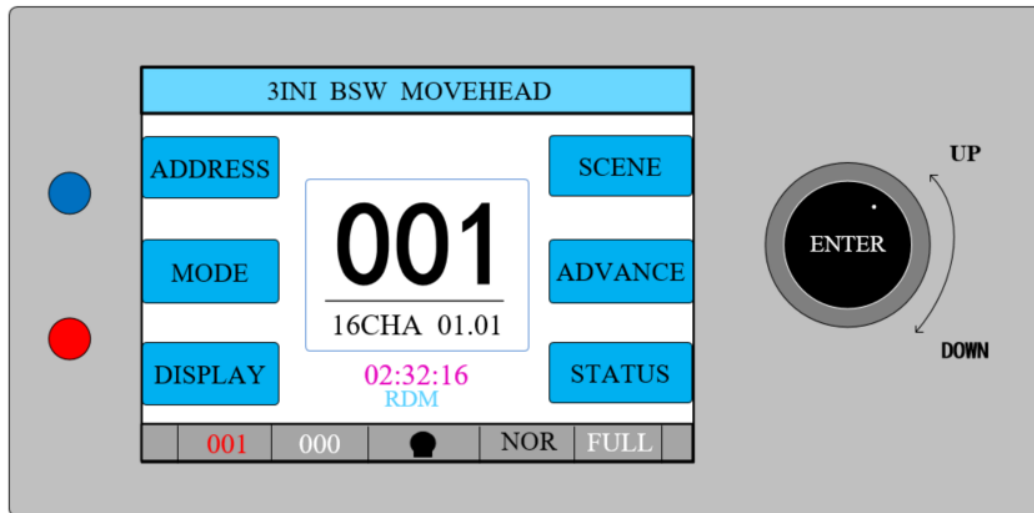 3INI BSW MOVEHEAD
ADDRESS
SCENE
MODE
001
ADVANCE
16CHA 01.01
DISPLAY
02:32:16
RDM
STATUS
001 000 NOR FULL
UP
ENTER
DOWN